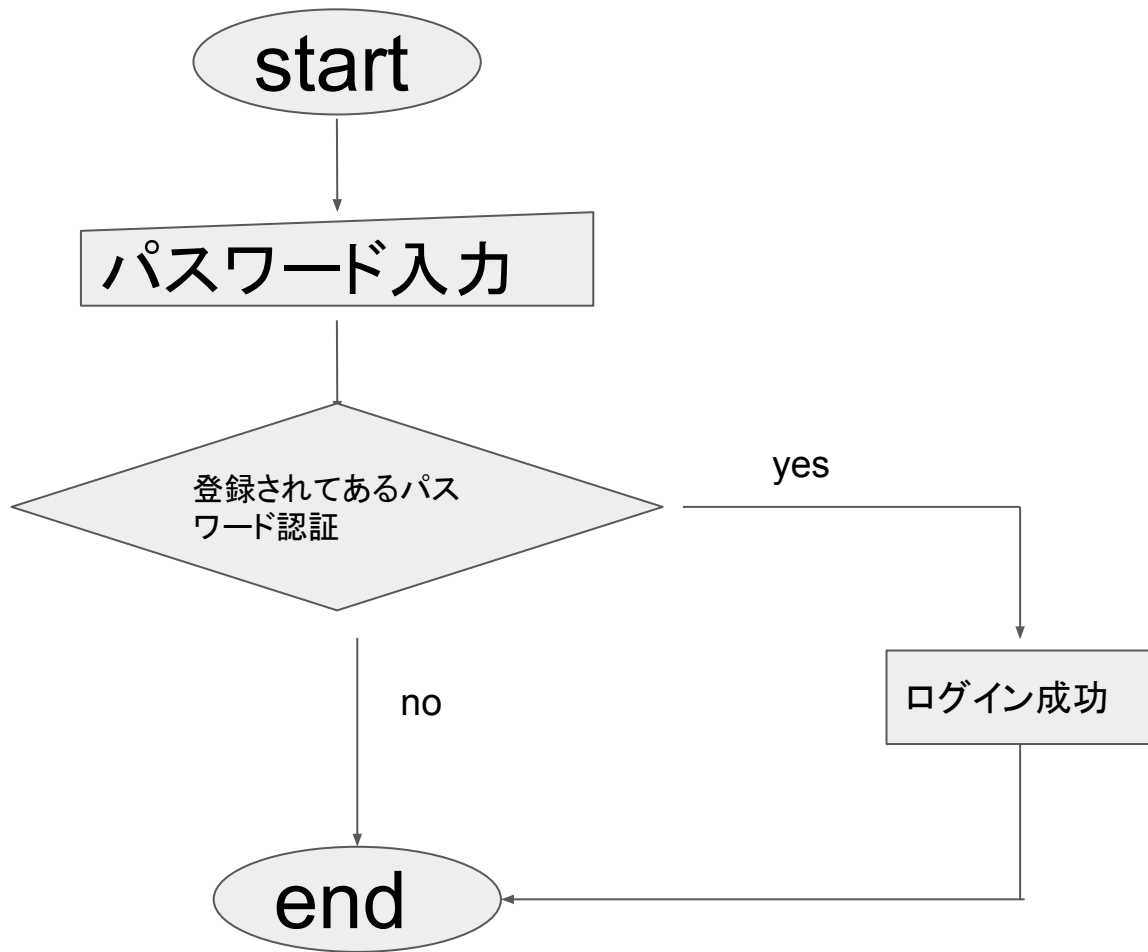 start
パスワード入力
登録されてあるパス
ワード認証
yes
no
ログイン成功
end